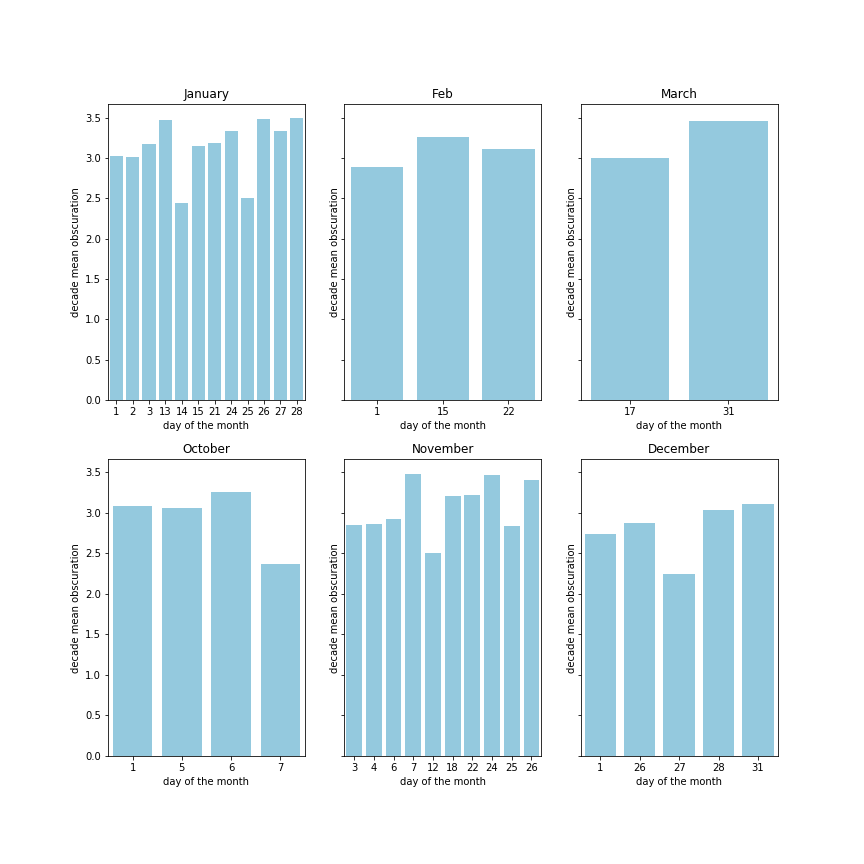 January Feb March
3.5
3.0
2.5
2.0
1.5
1.0
0.5
0.0
decade mean obscuration
decade mean obscuration
decade mean obscuration
1 2 3 13 14 15 21 24 25 26 27 28
1 15 22
17 31
day of the month day of the month day of the month
October November December
3.5
3.0
2.5
2.0
1.5
1.0
0.5
0.0
decade mean obscuration
decade mean obscuration
decade mean obscuration
1 5 6 7
3 4 6 7 12 18 22 24 25 26
1 26 27 28 31
day of the month day of the month day of the month